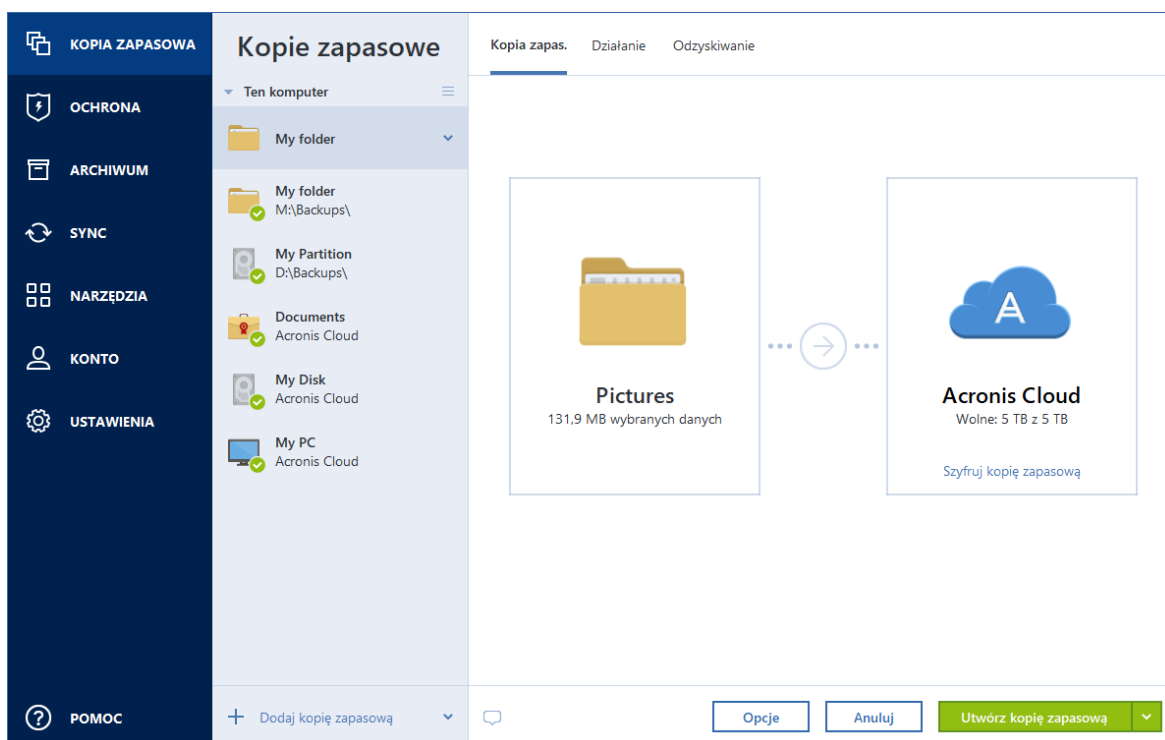 KOPIA ZAPASOWA
OCHRONA
ARCHIWUM
SYNC
NARZĘDZIA
KONTO
USTAWIENIA
POMOC
Kopie zapasowe
Ten komputer
My folder
My folder
M:\Backups\
My Partition
D:\Backups\
Documents
Acronis Cloud
My Disk
Acronis Cloud
My PC
Acronis Cloud
Dodaj kopię zapasową
Kopia zapas. Działanie Odzyskiwanie
Pictures
131,9 MB wybranych danych
A
Acronis Cloud
Wolne: 5 TB z 5 TB
Szyfruj kopię zapasową
Opcje Anuluj Utwórz kopię zapasową